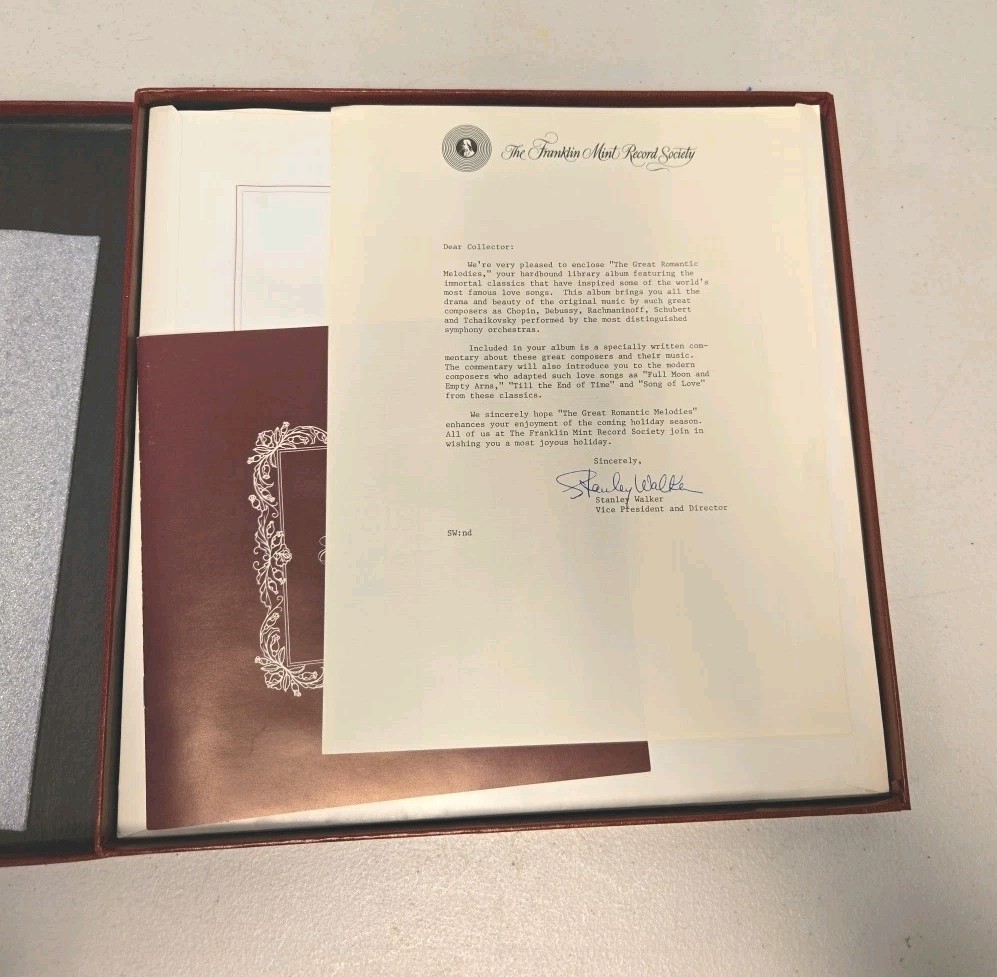 The Franklin Mint Record Society
Dear Collector:
We're very pleased to enclose "The Great Romantic
Melodies," your hardbound library album featuring the
immortal classics that have inspired some of the world's
most famous love songs. This album brings you all the
drama and beauty of the original music by such great
composers as Chopin, Debussy, Rachmaninoff, Schubert
and Tchaikovsky performed by the most distinguished
symphony orchestras.
Included in your album is a specially written com-
mentary about these great composers and their music.
The commentary will also introduce you to the modern
composers who adapted such love songs as "Full Moon and
Empty Arms," "Till the End of Time" and "Song of Love"
from these classics.
We sincerely hope "The Great Romantic Melodies"
enhances your enjoyment of the coming holiday season.
All of us at The Franklin Mint Record Society join in
wishing you a most joyous holiday.
Sincerely,
Stanley Walker
Stanley Walker
Vice President and Director
SW:nd